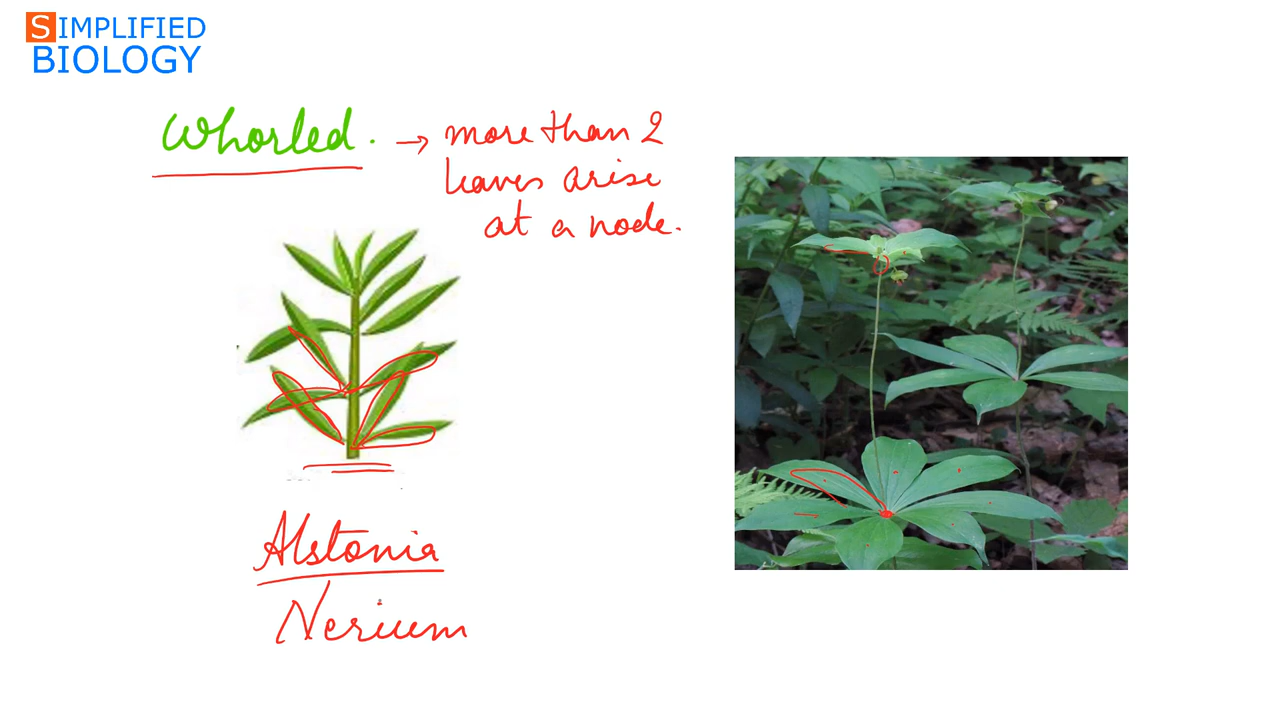 SIMPLIFIED
BIOLOGY
Whorled. → more than 2
leaves arise
at a node.
Alstonia
Nerium